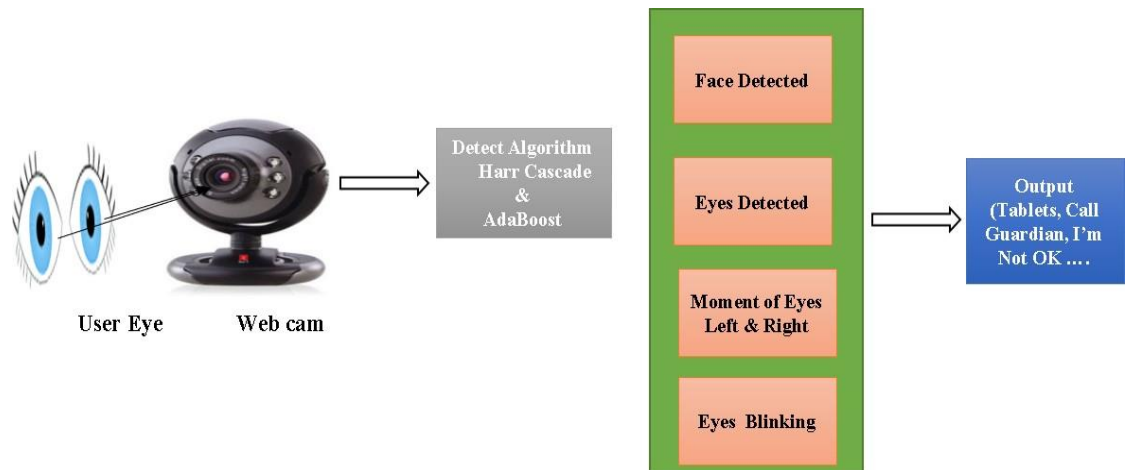 User Eye
Web cam
Detect Algorithm
Harr Cascade
&
AdaBoost
Face Detected
Eyes Detected
Moment of Eyes
Left & Right
Eyes Blinking
Output
(Tablets, Call
Guardian, I’m
Not OK ….